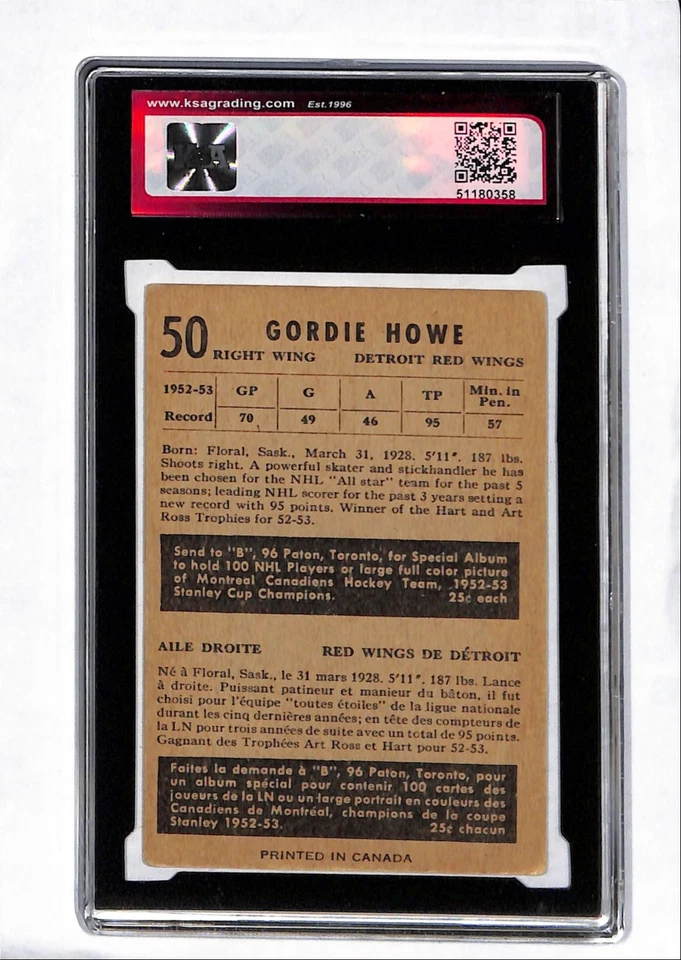 www.ksagrading.com Est.1996
KSA
51180358
50 GORDIE HOWE
RIGHT WING DETROIT RED WINGS
1952-53 GP G A TP Min. in Pen.
Record 70 49 46 95 57
Born: Floral, Sask., March 31, 1928. 5'11". 187 lbs.
Shoots right. A powerful skater and stickhandler he has
been chosen for the NHL "All star" team for the past 5
seasons; leading NHL scorer for the past 3 years setting a
new record with 95 points. Winner of the Hart and Art
Ross Trophies for 52-53.
Send to "B", 96 Paton, Toronto, for Special Album
to hold 100 NHL Players or large full color picture
of Montreal Canadiens Hockey Team, 1952-53
Stanley Cup Champions. 25¢ each
AILE DROITE RED WINGS DE DÉTROIT
Né à Floral, Sask., le 31 mars 1928. 5'11". 187 lbs. Lance
à droite. Puissant patineur et manieur du bâton, il fut
choisi pour l'équipe "toutes étoiles" de la ligue nationale
durant les cinq dernières années; en tête des compteurs de
la LN pour trois années de suite avec un total de 95 points.
Gagnant des Trophées Art Ross et Hart pour 52-53.
Faites la demande à "B", 96 Paton, Toronto, pour
un album spécial pour contenir 100 cartes des
joueurs de la LN ou un large portrait en couleurs des
Canadiens de Montréal, champions de la coupe
Stanley 1952-53. 25¢ chacun
PRINTED IN CANADA